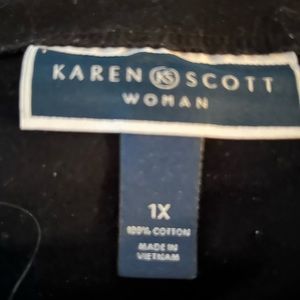 KAREN KS SCOTT
WOMAN
1X
100% COTTON
MADE IN
VIETNAM